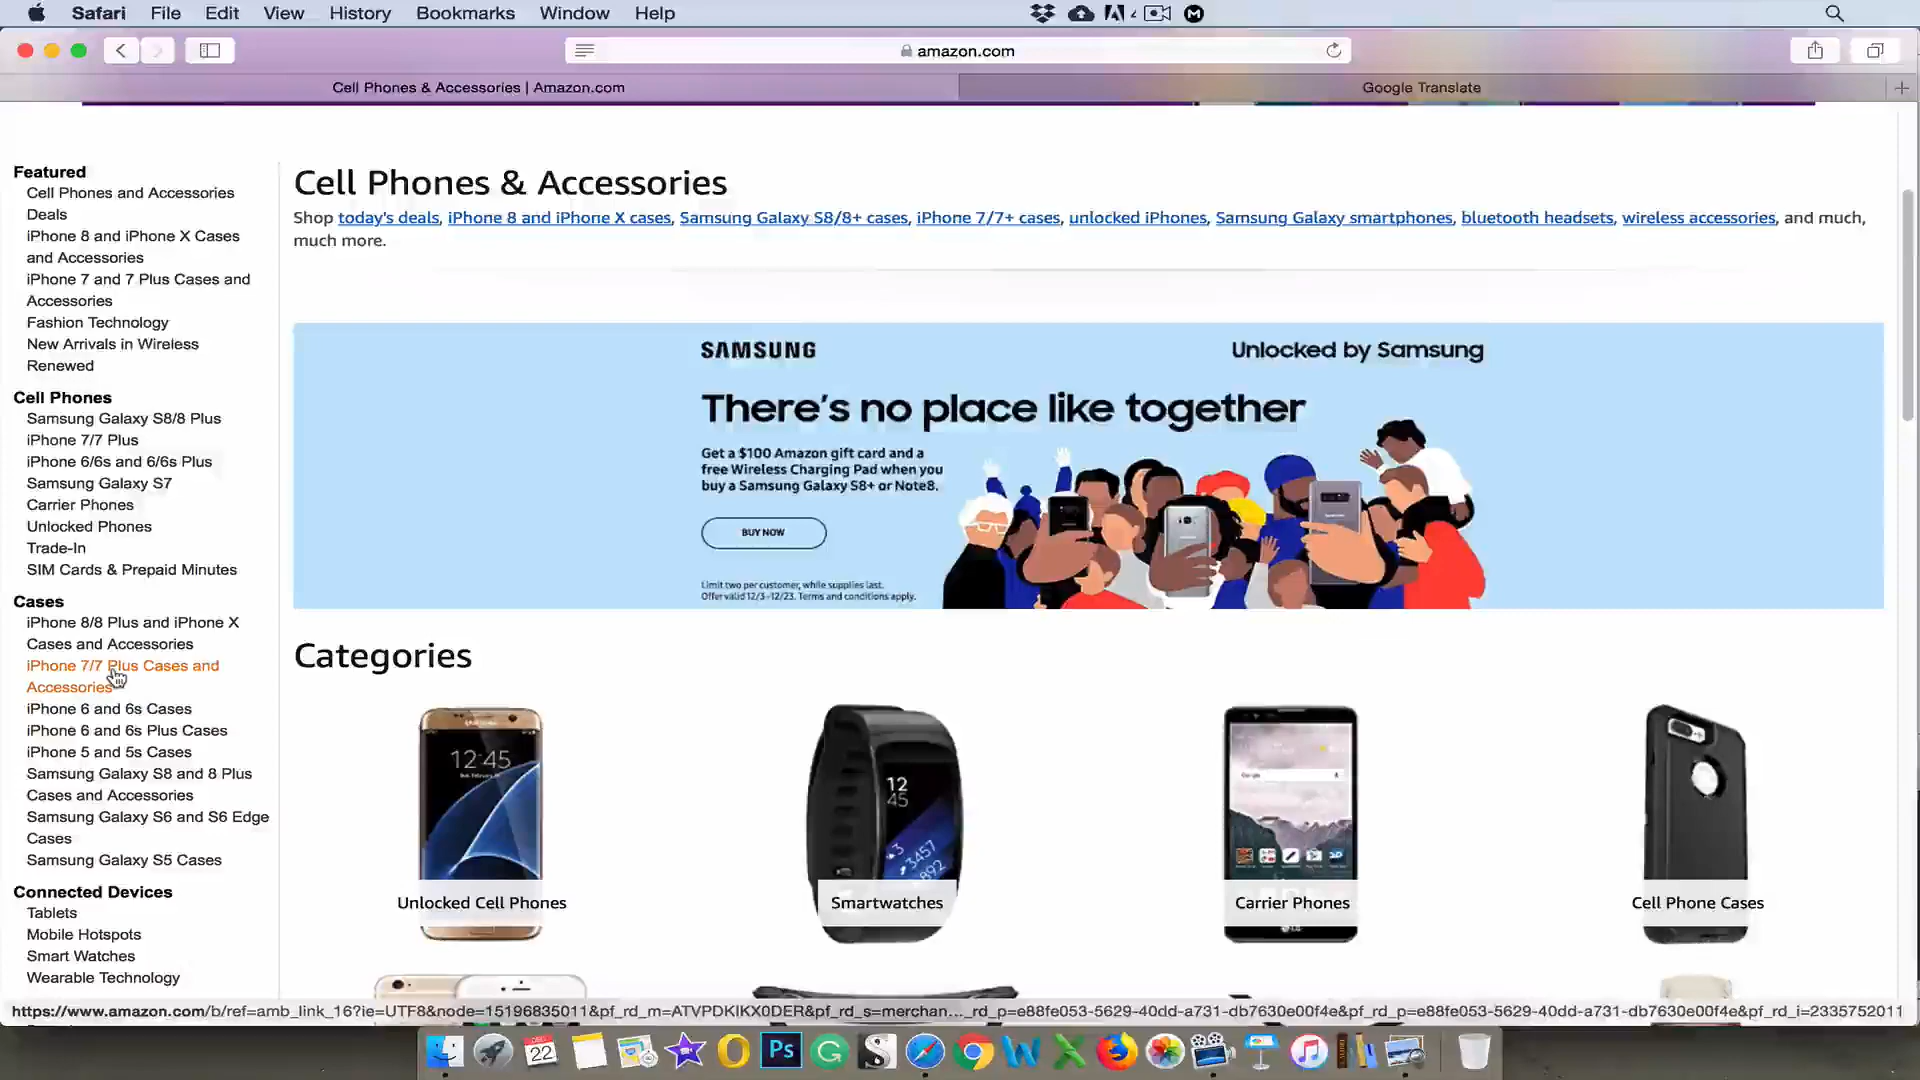 Safari File Edit View History Bookmarks Window Help
amazon.com
Cell Phones & Accessories | Amazon.com
Google Translate
Featured
Cell Phones and Accessories
Deals
iPhone 8 and iPhone X Cases
and Accessories
iPhone 7 and 7 Plus Cases and
Accessories
Fashion Technology
New Arrivals in Wireless
Renewed
Cell Phones
Samsung Galaxy S8/8 Plus
iPhone 7/7 Plus
iPhone 6/6s and 6/6s Plus
Samsung Galaxy S7
Carrier Phones
Unlocked Phones
Trade-In
SIM Cards & Prepaid Minutes
Cases
iPhone 8/8 Plus and iPhone X
Cases and Accessories
iPhone 7/7 Plus Cases and
Accessories
iPhone 6 and 6s Cases
iPhone 6 and 6s Plus Cases
iPhone 5 and 5s Cases
Samsung Galaxy S8 and 8 Plus
Cases and Accessories
Samsung Galaxy S6 and S6 Edge
Cases
Samsung Galaxy S5 Cases
Connected Devices
Tablets
Mobile Hotspots
Smart Watches
Wearable Technology
Cell Phones & Accessories
Shop today's deals, iPhone 8 and iPhone X cases, Samsung Galaxy S8/8+ cases, iPhone 7/7+ cases, unlocked iPhones, Samsung Galaxy smartphones, bluetooth headsets, wireless accessories, and much,
much more.
SAMSUNG
Unlocked by Samsung
There's no place like together
Get a $100 Amazon gift card and a
free Wireless Charging Pad when you
buy a Samsung Galaxy S8+ or Note8.
BUY NOW
Limit two per customer, while supplies last.
Offer valid 12/3-12/23. Terms and conditions apply.
Categories
12:45
12
45
Google
LG
Unlocked Cell Phones
Smartwatches
Carrier Phones
Cell Phone Cases
https://www.amazon.com/b/ref=amb_link_16?ie=UTF8&node=15196835011&pf_rd_m=ATVPDKIKX0DER&pf_rd_s=merchan..._rd_p=e88fe053-5629-40dd-a731-db7630e00f4e&pf_rd_p=e88fe053-5629-40dd-a731-db7630e00f4e&pf_rd_i=2335752011
DEC
22
Ps